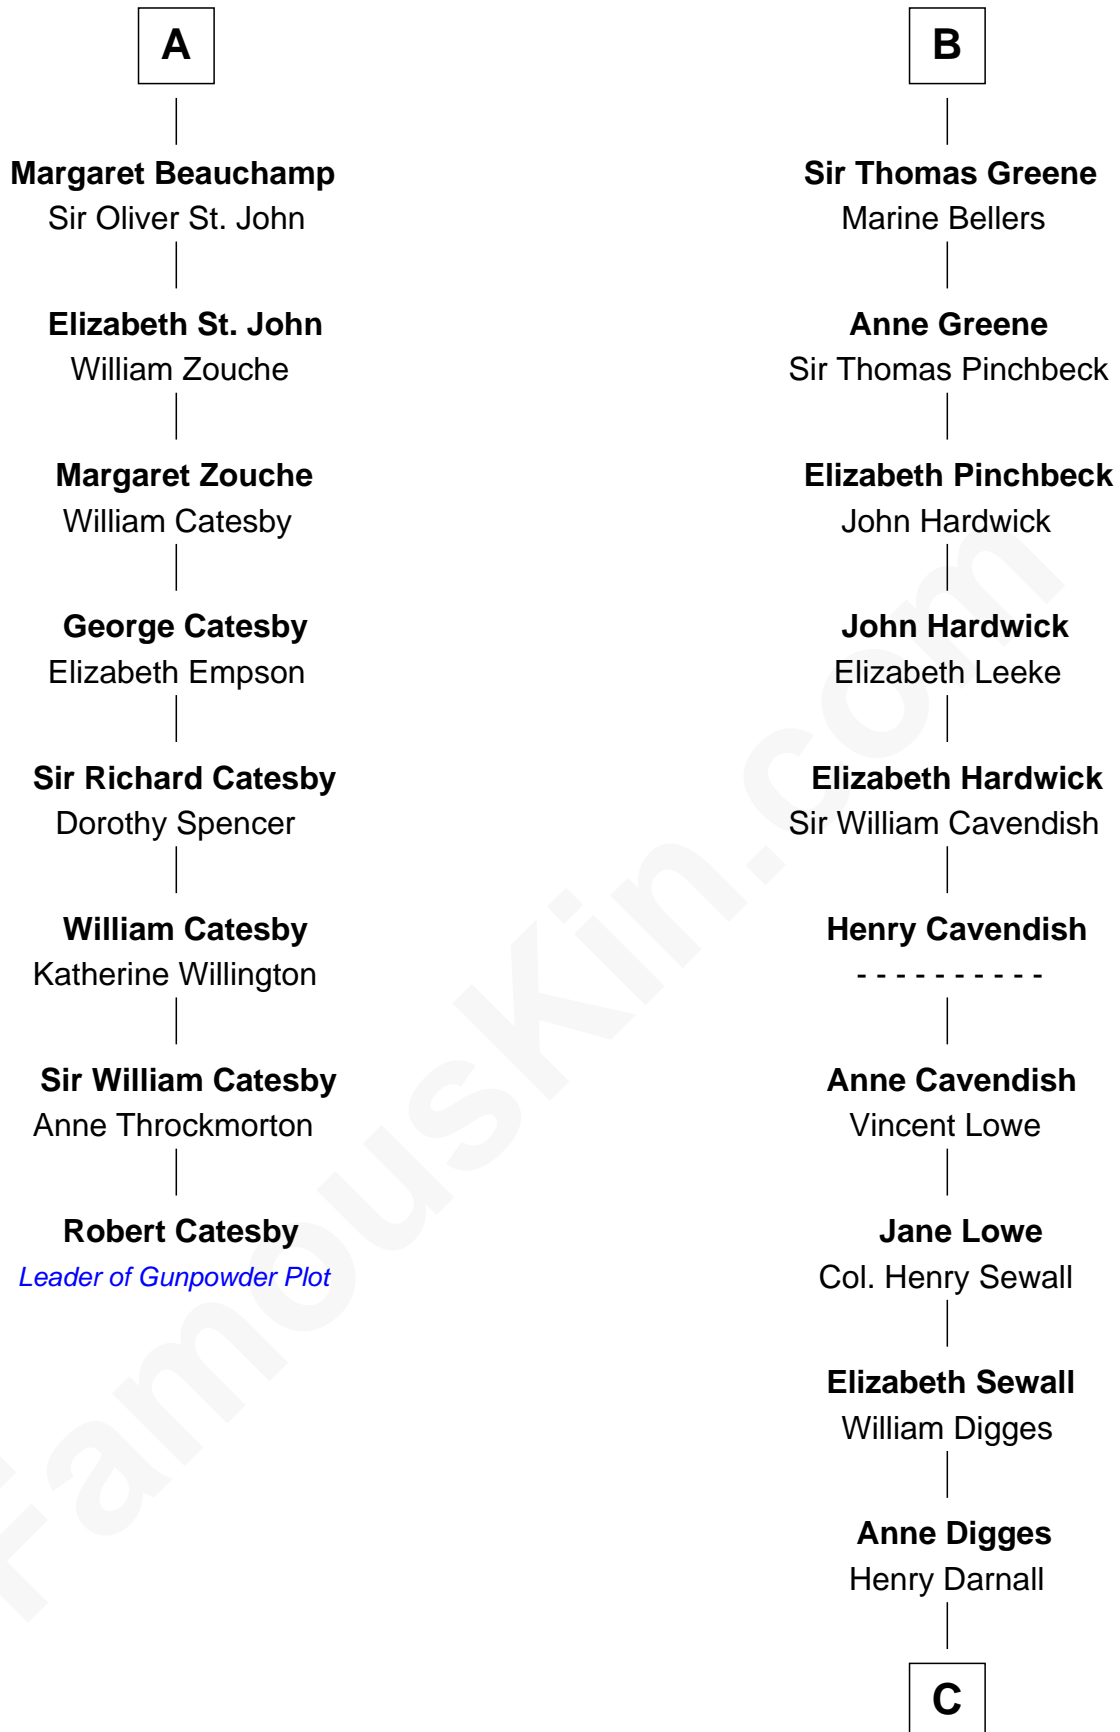 A
Margaret Beauchamp
Sir Oliver St. John
Elizabeth St. John
William Zouche
Margaret Zouche
William Catesby
George Catesby
Elizabeth Empson
Sir Richard Catesby
Dorothy Spencer
William Catesby
Katherine Willington
Sir William Catesby
Anne Throckmorton
Robert Catesby
Leader of Gunpowder Plot
B
Sir Thomas Greene
Marine Bellers
Anne Greene
Sir Thomas Pinchbeck
Elizabeth Pinchbeck
John Hardwick
John Hardwick
Elizabeth Leeke
Elizabeth Hardwick
Sir William Cavendish
Henry Cavendish
- - - - - - - - - -
Anne Cavendish
Vincent Lowe
Jane Lowe
Col. Henry Sewall
Elizabeth Sewall
William Digges
Anne Digges
Henry Darnall
C
FamousKin.com